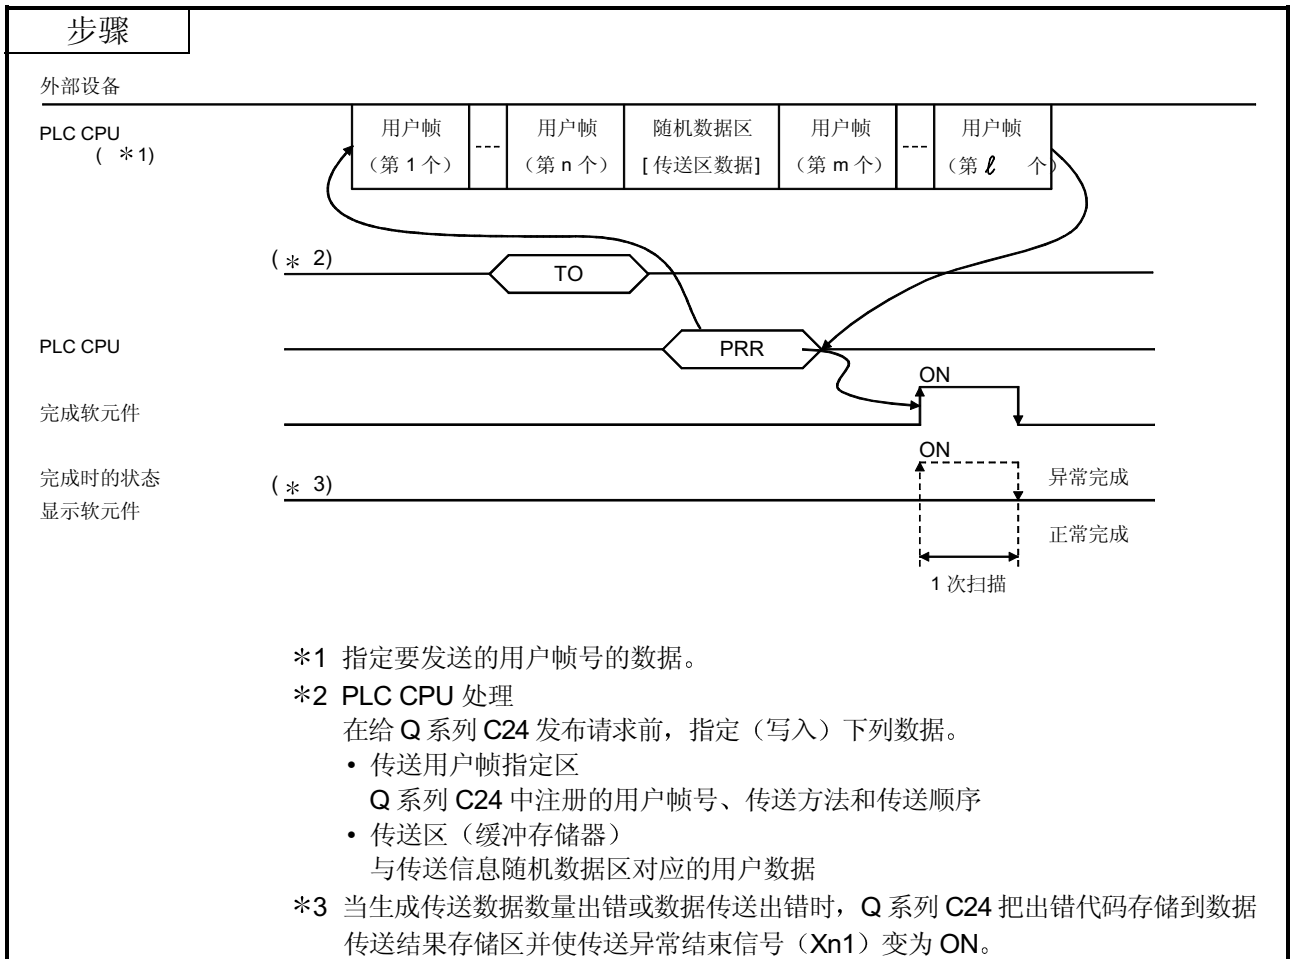 步骤
外部设备
PLC CPU
( *1)
用户帧 --- 用户帧 随机数据区 用户帧 --- 用户帧
(第 1 个) (第 n 个) [ 传送区数据] (第 m 个) (第 ℓ 个)
( * 2)
TO
PLC CPU
PRR
ON
完成软元件
ON
完成时的状态
显示软元件
( * 3)
异常完成
正常完成
1 次扫描
*1 指定要发送的用户帧号的数据。
*2 PLC CPU 处理
在给 Q 系列 C24 发布请求前，指定（写入）下列数据。
• 传送用户帧指定区
Q 系列 C24 中注册的用户帧号、传送方法和传送顺序
• 传送区（缓冲存储器）
与传送信息随机数据区对应的用户数据
*3 当生成传送数据数量出错或数据传送出错时，Q 系列 C24 把出错代码存储到数据
传送结果存储区并使传送异常结束信号（Xn1）变为 ON。